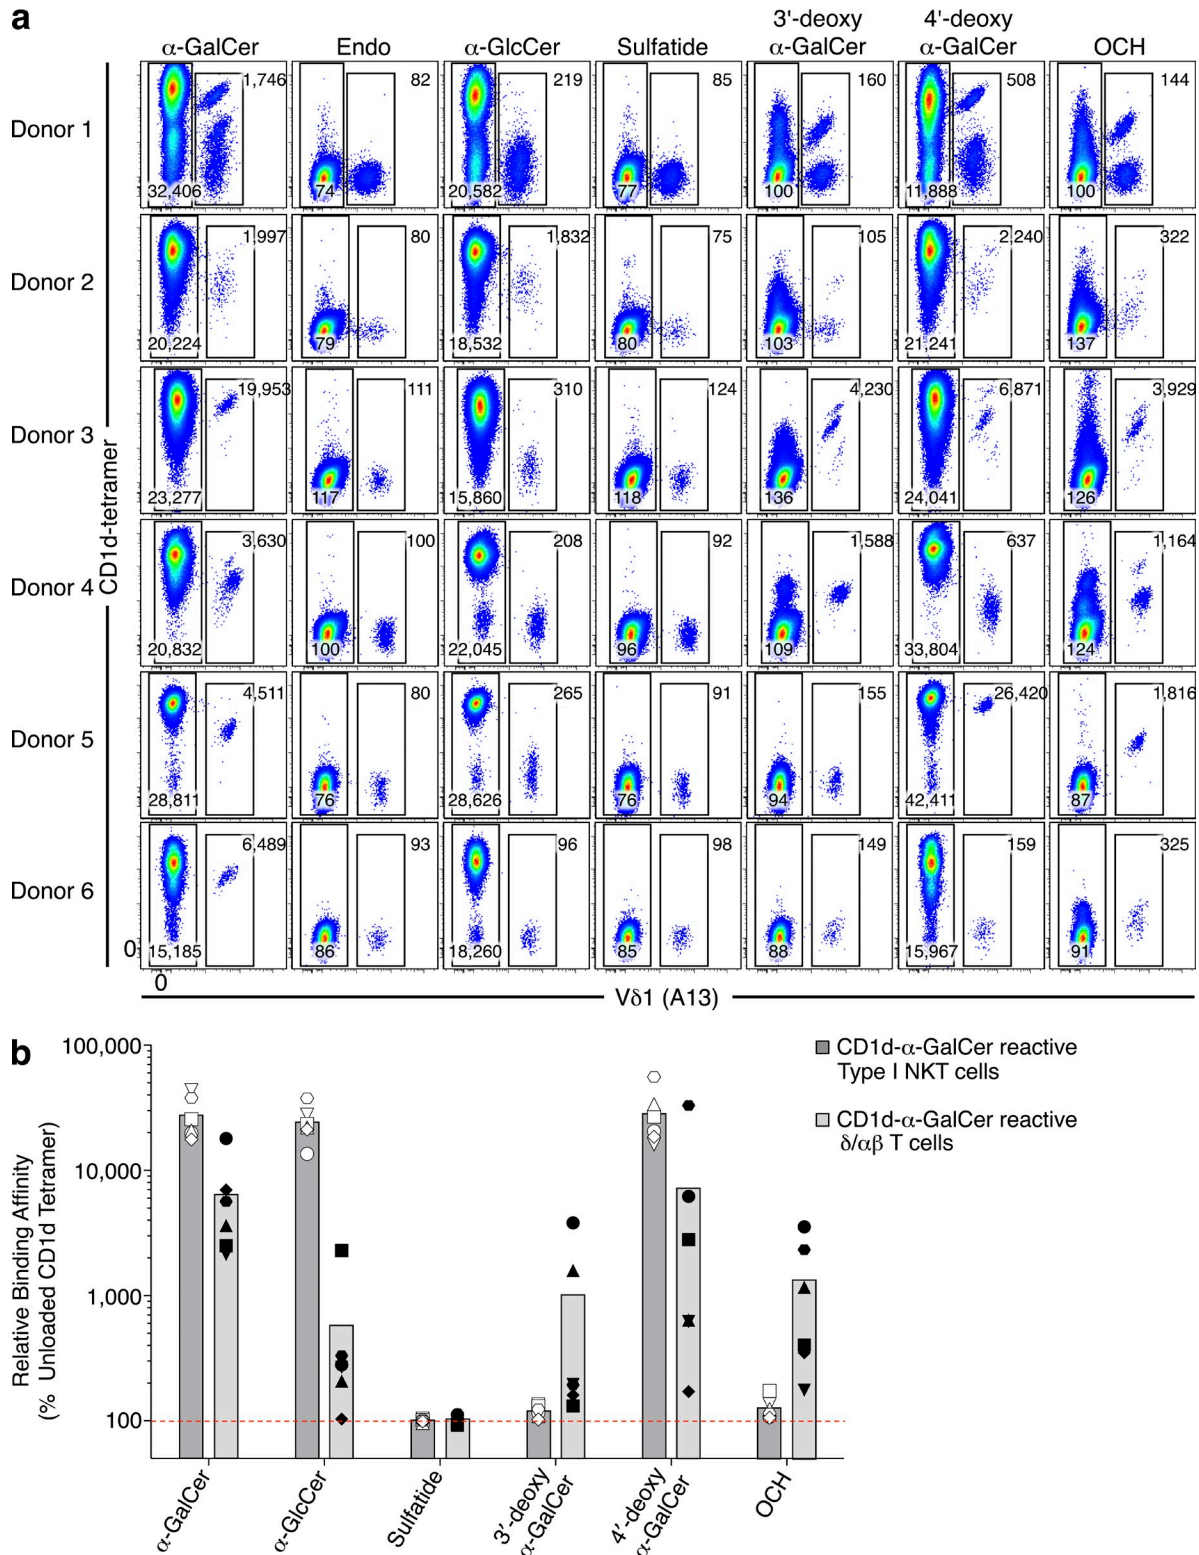 a
α-GalCer Endo α-GlcCer Sulfatide 3'-deoxy α-GalCer 4'-deoxy α-GalCer OCH
Donor 1
1,746 82 219 85 160 508 144
32,406 74 20,582 77 100 11,888 100
Donor 2
1,997 80 1,832 75 105 2,240 322
20,224 79 18,532 80 103 21,241 137
Donor 3
19,953 111 310 124 4,230 6,871 3,929
23,277 117 15,860 118 136 24,041 126
Donor 4
3,630 100 208 92 1,588 637 1,164
20,832 100 22,045 96 109 33,804 124
Donor 5
4,511 80 265 91 155 26,420 1,816
28,811 76 28,626 76 94 42,411 87
Donor 6
6,489 93 96 98 149 159 325
15,185 86 18,260 85 88 15,967 91
CD1d-tetramer
0
0
Vδ1 (A13)
b
Relative Binding Affinity
(% Unloaded CD1d Tetramer)
100,000
10,000
1,000
100
CD1d-α-GalCer reactive
Type I NKT cells
CD1d-α-GalCer reactive
δ/αβ T cells
α-GalCer
α-GlcCer
Sulfatide
3'-deoxy
α-GalCer
4'-deoxy
α-GalCer
OCH